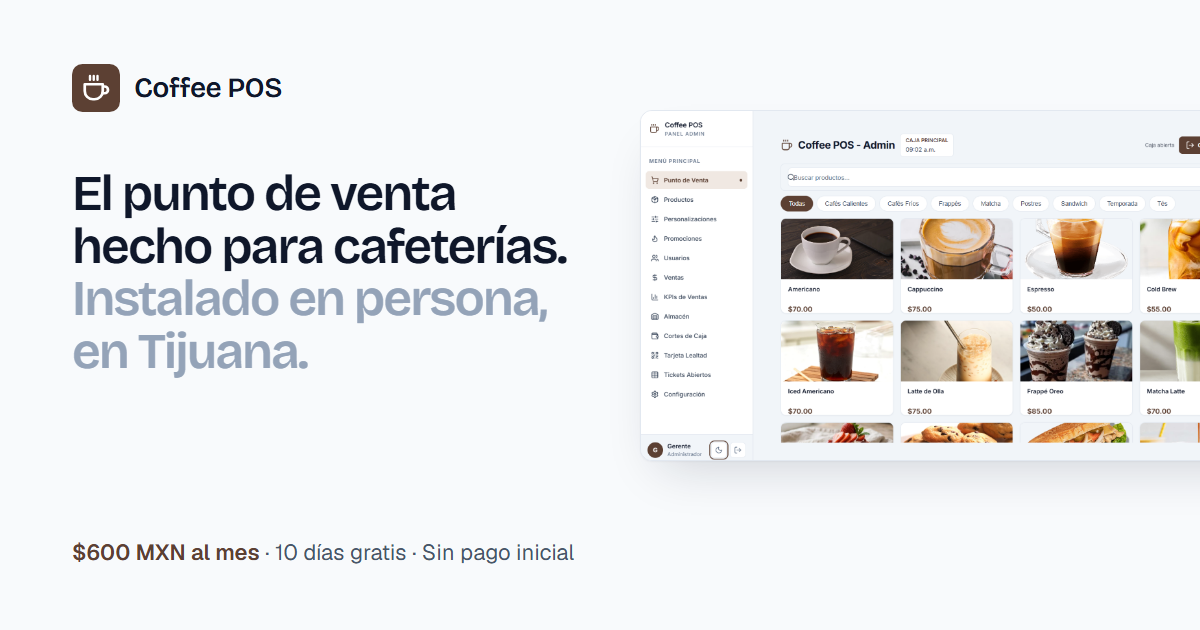 Coffee POS
El punto de venta
hecho para cafeterías.
Instalado en persona,
en Tijuana.
$600 MXN al mes · 10 días gratis · Sin pago inicial
Coffee POS
PANEL ADMIN
MENÚ PRINCIPAL
Punto de Venta
Productos
Personalizaciones
Promociones
Usuarios
Ventas
KPIs de Ventas
Almacén
Cortes de Caja
Tarjeta Lealtad
Tickets Abiertos
Configuración
G
Gerente
Administrador
Coffee POS - Admin
CAJA PRINCIPAL
09:02 a.m.
Caja abierta
Buscar productos...
Todas
Cafés Calientes
Cafés Fríos
Frappés
Matcha
Postres
Sandwich
Temporada
Tés
Americano
$70.00
Cappuccino
$75.00
Espresso
$50.00
Cold Brew
$55.00
Iced Americano
$70.00
Latte de Olla
$75.00
Frappé Oreo
$85.00
Matcha Latte
$70.00